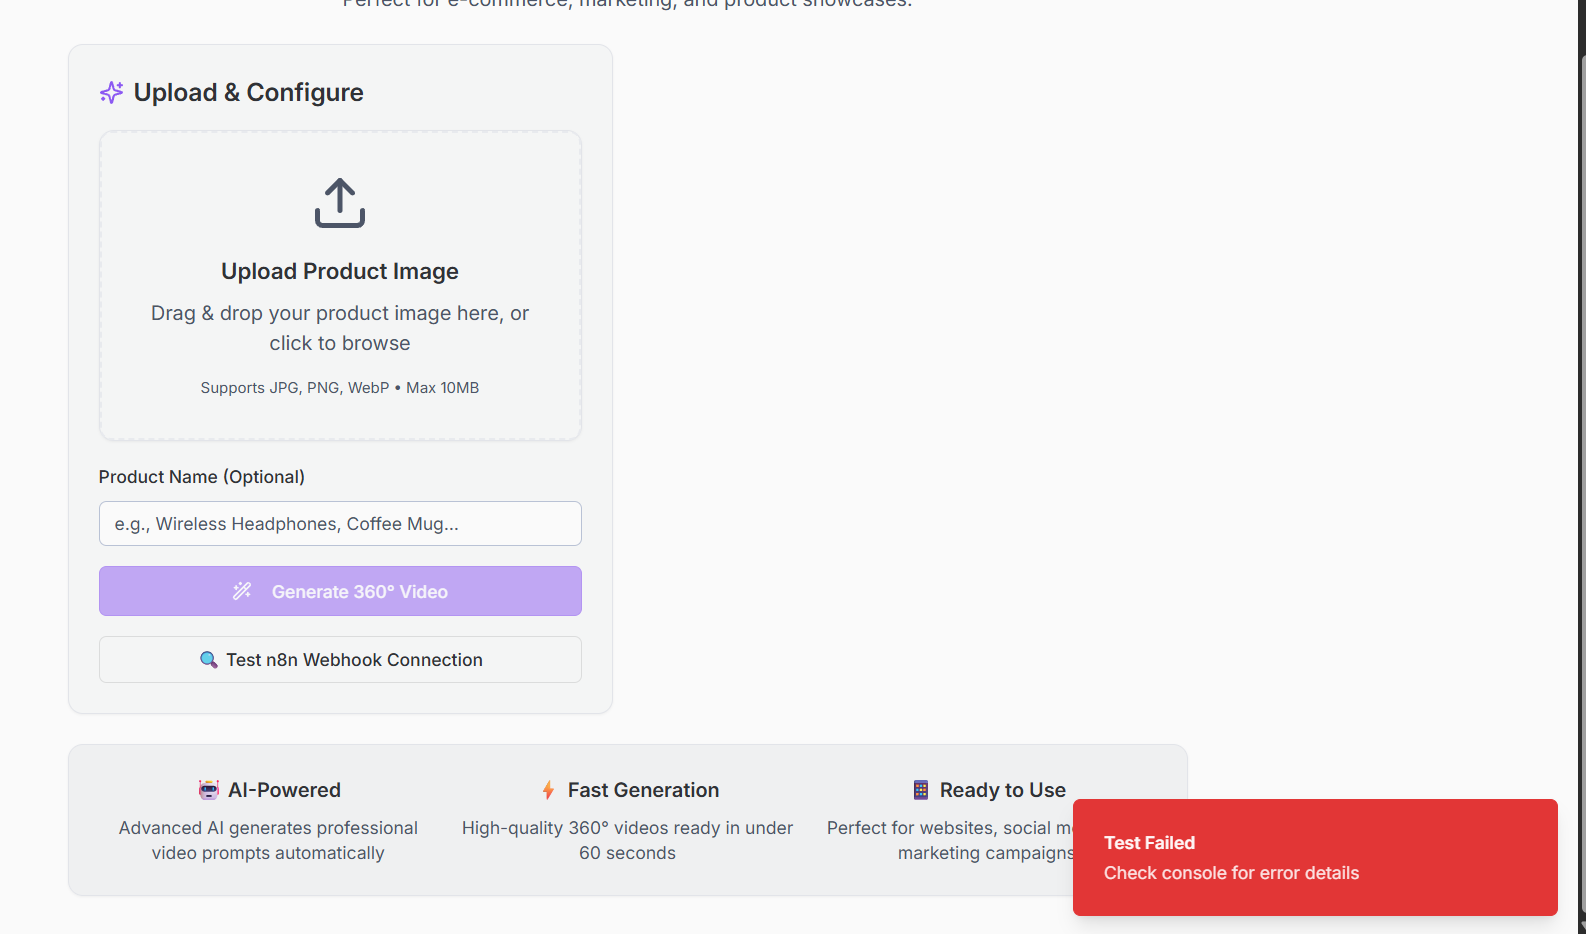 Perfect for e-commerce, marketing, and product showcases.
Upload & Configure
Upload Product Image
Drag & drop your product image here, or
click to browse
Supports JPG, PNG, WebP • Max 10MB
Product Name (Optional)
e.g., Wireless Headphones, Coffee Mug...
Generate 360° Video
Test n8n Webhook Connection
AI-Powered
Advanced AI generates professional
video prompts automatically
Fast Generation
High-quality 360° videos ready in under
60 seconds
Ready to Use
Perfect for websites, social
marketing campaigns
Test Failed
Check console for error details